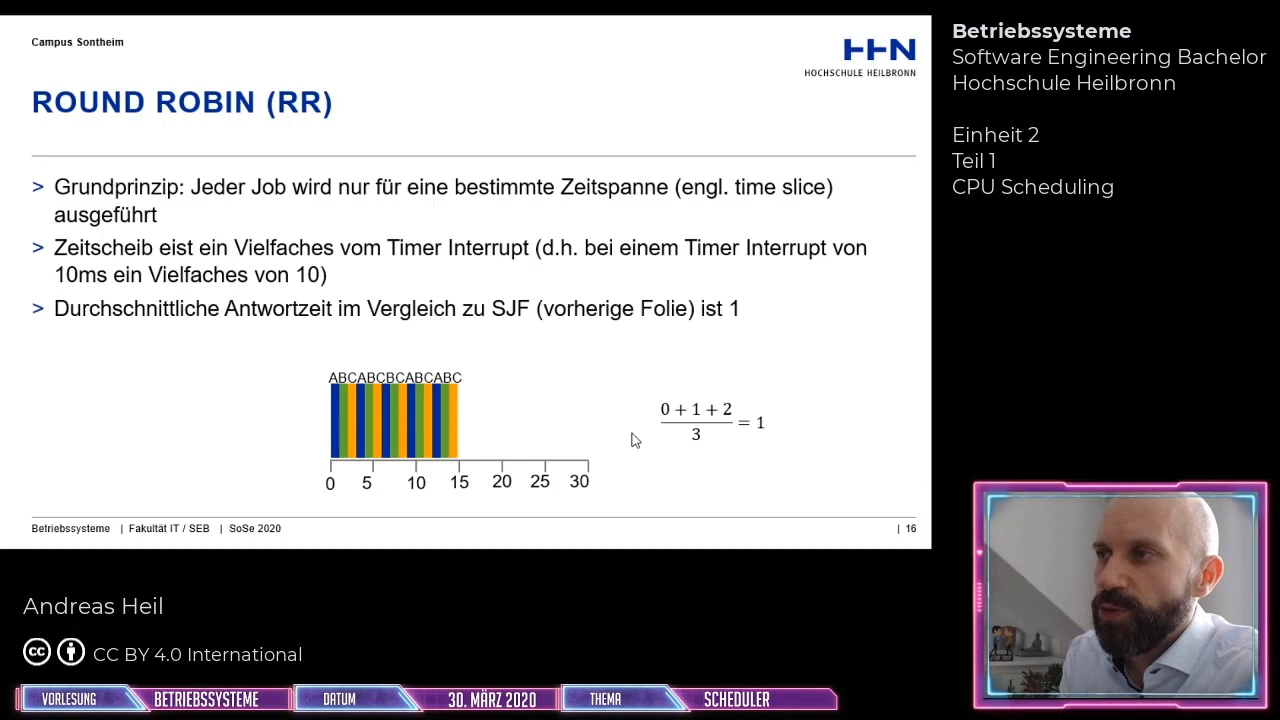 Campus Sontheim
HHN
HOCHSCHULE HEILBRONN
ROUND ROBIN (RR)
> Grundprinzip: Jeder Job wird nur für eine bestimmte Zeitspanne (engl. time slice)
ausgeführt
> Zeitscheib eist ein Vielfaches vom Timer Interrupt (d.h. bei einem Timer Interrupt von
10ms ein Vielfaches von 10)
> Durchschnittliche Antwortzeit im Vergleich zu SJF (vorherige Folie) ist 1
ABCABCBCABCABC
0 5 10 15 20 25 30
0 + 1 + 2
3
= 1
Betriebssysteme | Fakultät IT / SEB | SoSe 2020
| 16
Betriebssysteme
Software Engineering Bachelor
Hochschule Heilbronn
Einheit 2
Teil 1
CPU Scheduling
Andreas Heil
cc
CC BY 4.0 International
VORLESUNG BETRIEBSSYSTEME DATUM 30. MÄRZ 2020 THEMA SCHEDULER